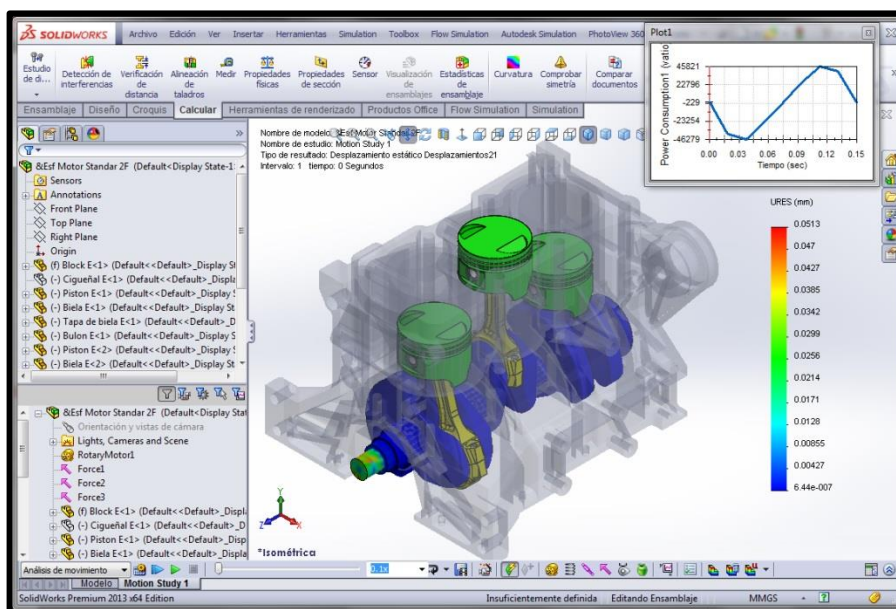 SOLIDWORKS
Archivo Edición Ver Insertar Herramientas Simulation Toolbox Flow Simulation Autodesk Simulation PhotoView 360
Estudio de di...
Detección de interferencias
Verificación de distancia
Alineación de taladros
Medir
Propiedades físicas
Propiedades de sección
Sensor
Visualización de ensamblajes
Estadísticas de ensamblaje
Curvatura
Comprobar simetría
Comparar documentos
Ensamblaje Diseño Croquis Calcular Herramientas de renderizado Productos Office Flow Simulation Simulation
Plot1
Power Consumption1 (vatio
45821
22796
-229
-23254
-46279
0.00 0.03 0.06 0.09 0.12 0.15
Tiempo (sec)
&Esf Motor Standar 2F (Default<Display State-1
Sensors
Annotations
Front Plane
Top Plane
Right Plane
Origin
(f) Block E<1> (Default<<Default>_Display St
(-) Cigueñal E<1> (Default<<Default>_Displa
(-) Piston E<1> (Default<<Default>_Display S
(-) Biela E<1> (Default<<Default>_Display St
(-) Tapa de biela E<1> (Default<<Default>_D
(-) Bulon E<1> (Default<<Default>_Display S
(-) Piston E<2> (Default<<Default>_Display S
(-) Biela E<2> (Default<<Default>_Display St
Nombre de modelo: &Esf Motor Standar 2F
Nombre de estudio: Motion Study 1
Tipo de resultado: Desplazamiento estático Desplazamientos21
Intervalo: 1 tiempo: 0 Segundos
URES (mm)
0.0513
0.047
0.0427
0.0385
0.0342
0.0299
0.0256
0.0214
0.0171
0.0128
0.00855
0.00427
6.44e-007
&Esf Motor Standar 2F (Default<Display Stat
Orientación y vistas de cámara
Lights, Cameras and Scene
RotaryMotor1
Force1
Force2
Force3
(f) Block E<1> (Default<<Default>_Display
(-) Cigueñal E<1> (Default<<Default>_D
(-) Piston E<1> (Default<<Default>_Displa
(-) Biela E<1> (Default<<Default>_Displa
Y
Z
X
*Isométrica
Análisis de movimiento
0.1x
Modelo Motion Study 1
SolidWorks Premium 2013 x64 Edition
Insuficientemente definida Editando Ensamblaje MMGS